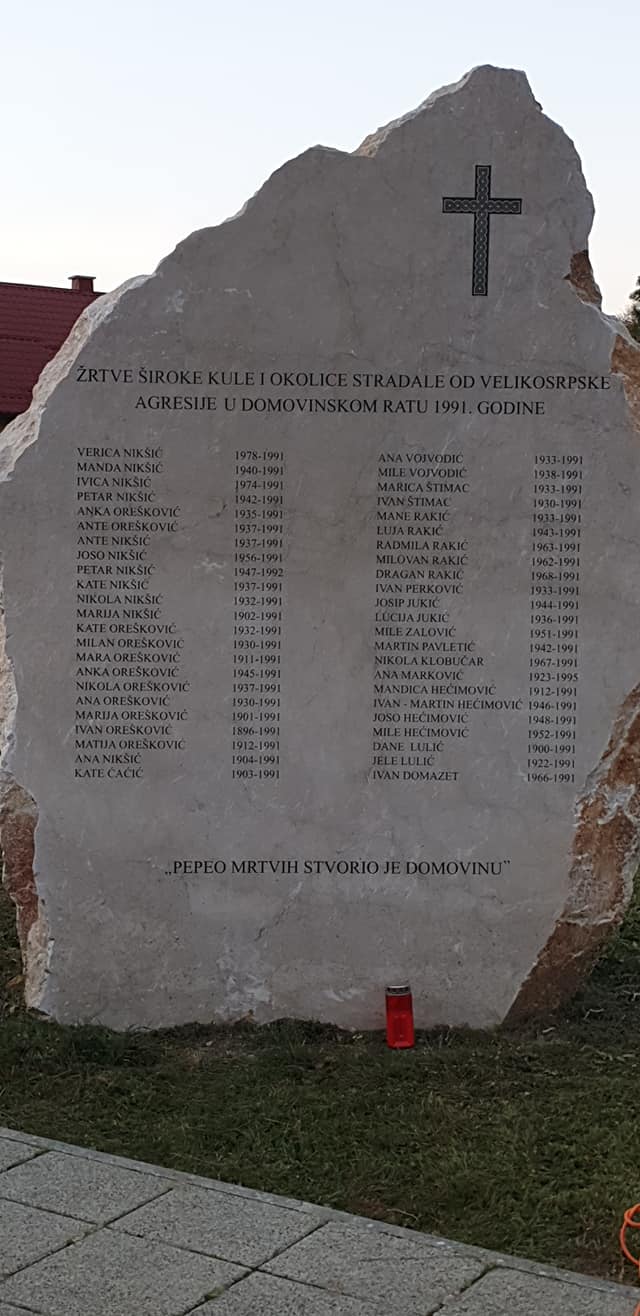 ŽRTVE ŠIROKE KULE I OKOLICE STRADALE OD VELIKOSRPSKE
AGRESIJE U DOMOVINSKOM RATU 1991. GODINE
VERICA NIKŠIĆ 1978-1991
MANDA NIKŠIĆ 1940-1991
IVICA NIKŠIĆ 1974-1991
PETAR NIKŠIĆ 1942-1991
ANKA OREŠKOVIĆ 1935-1991
ANTE OREŠKOVIĆ 1937-1991
ANTE NIKŠIĆ 1937-1991
JOSO NIKŠIĆ 1956-1991
PETAR NIKŠIĆ 1947-1992
KATE NIKŠIĆ 1937-1991
NIKOLA NIKŠIĆ 1932-1991
MARIJA NIKŠIĆ 1902-1991
KATE OREŠKOVIĆ 1932-1991
MILAN OREŠKOVIĆ 1930-1991
MARA OREŠKOVIĆ 1911-1991
ANKA OREŠKOVIĆ 1945-1991
NIKOLA OREŠKOVIĆ 1937-1991
ANA OREŠKOVIĆ 1930-1991
MARIJA OREŠKOVIĆ 1901-1991
IVAN OREŠKOVIĆ 1896-1991
MATIJA OREŠKOVIĆ 1912-1991
ANA NIKŠIĆ 1904-1991
KATE ČAČIĆ 1903-1991
ANA VOJVODIĆ 1933-1991
MILE VOJVODIĆ 1938-1991
MARICA ŠTIMAC 1933-1991
IVAN ŠTIMAC 1930-1991
MANE RAKIĆ 1933-1991
LUJA RAKIĆ 1943-1991
RADMILA RAKIĆ 1963-1991
MILOVAN RAKIĆ 1962-1991
DRAGAN RAKIĆ 1968-1991
IVAN PERKOVIĆ 1933-1991
JOSIP JUKIĆ 1944-1991
LUCIJA JUKIĆ 1936-1991
MILE ZALOVIĆ 1951-1991
MARTIN PAVLETIĆ 1942-1991
NIKOLA KLOBUČAR 1967-1991
ANA MARKOVIĆ 1923-1995
MANDICA HEĆIMOVIĆ 1912-1991
IVAN - MARTIN HEĆIMOVIĆ 1946-1991
JOSO HEĆIMOVIĆ 1948-1991
MILE HEĆIMOVIĆ 1952-1991
DANE LULIĆ 1900-1991
JELE LULIĆ 1922-1991
IVAN DOMAZET 1966-1991
„PEPEO MRTVIH STVORIO JE DOMOVINU”